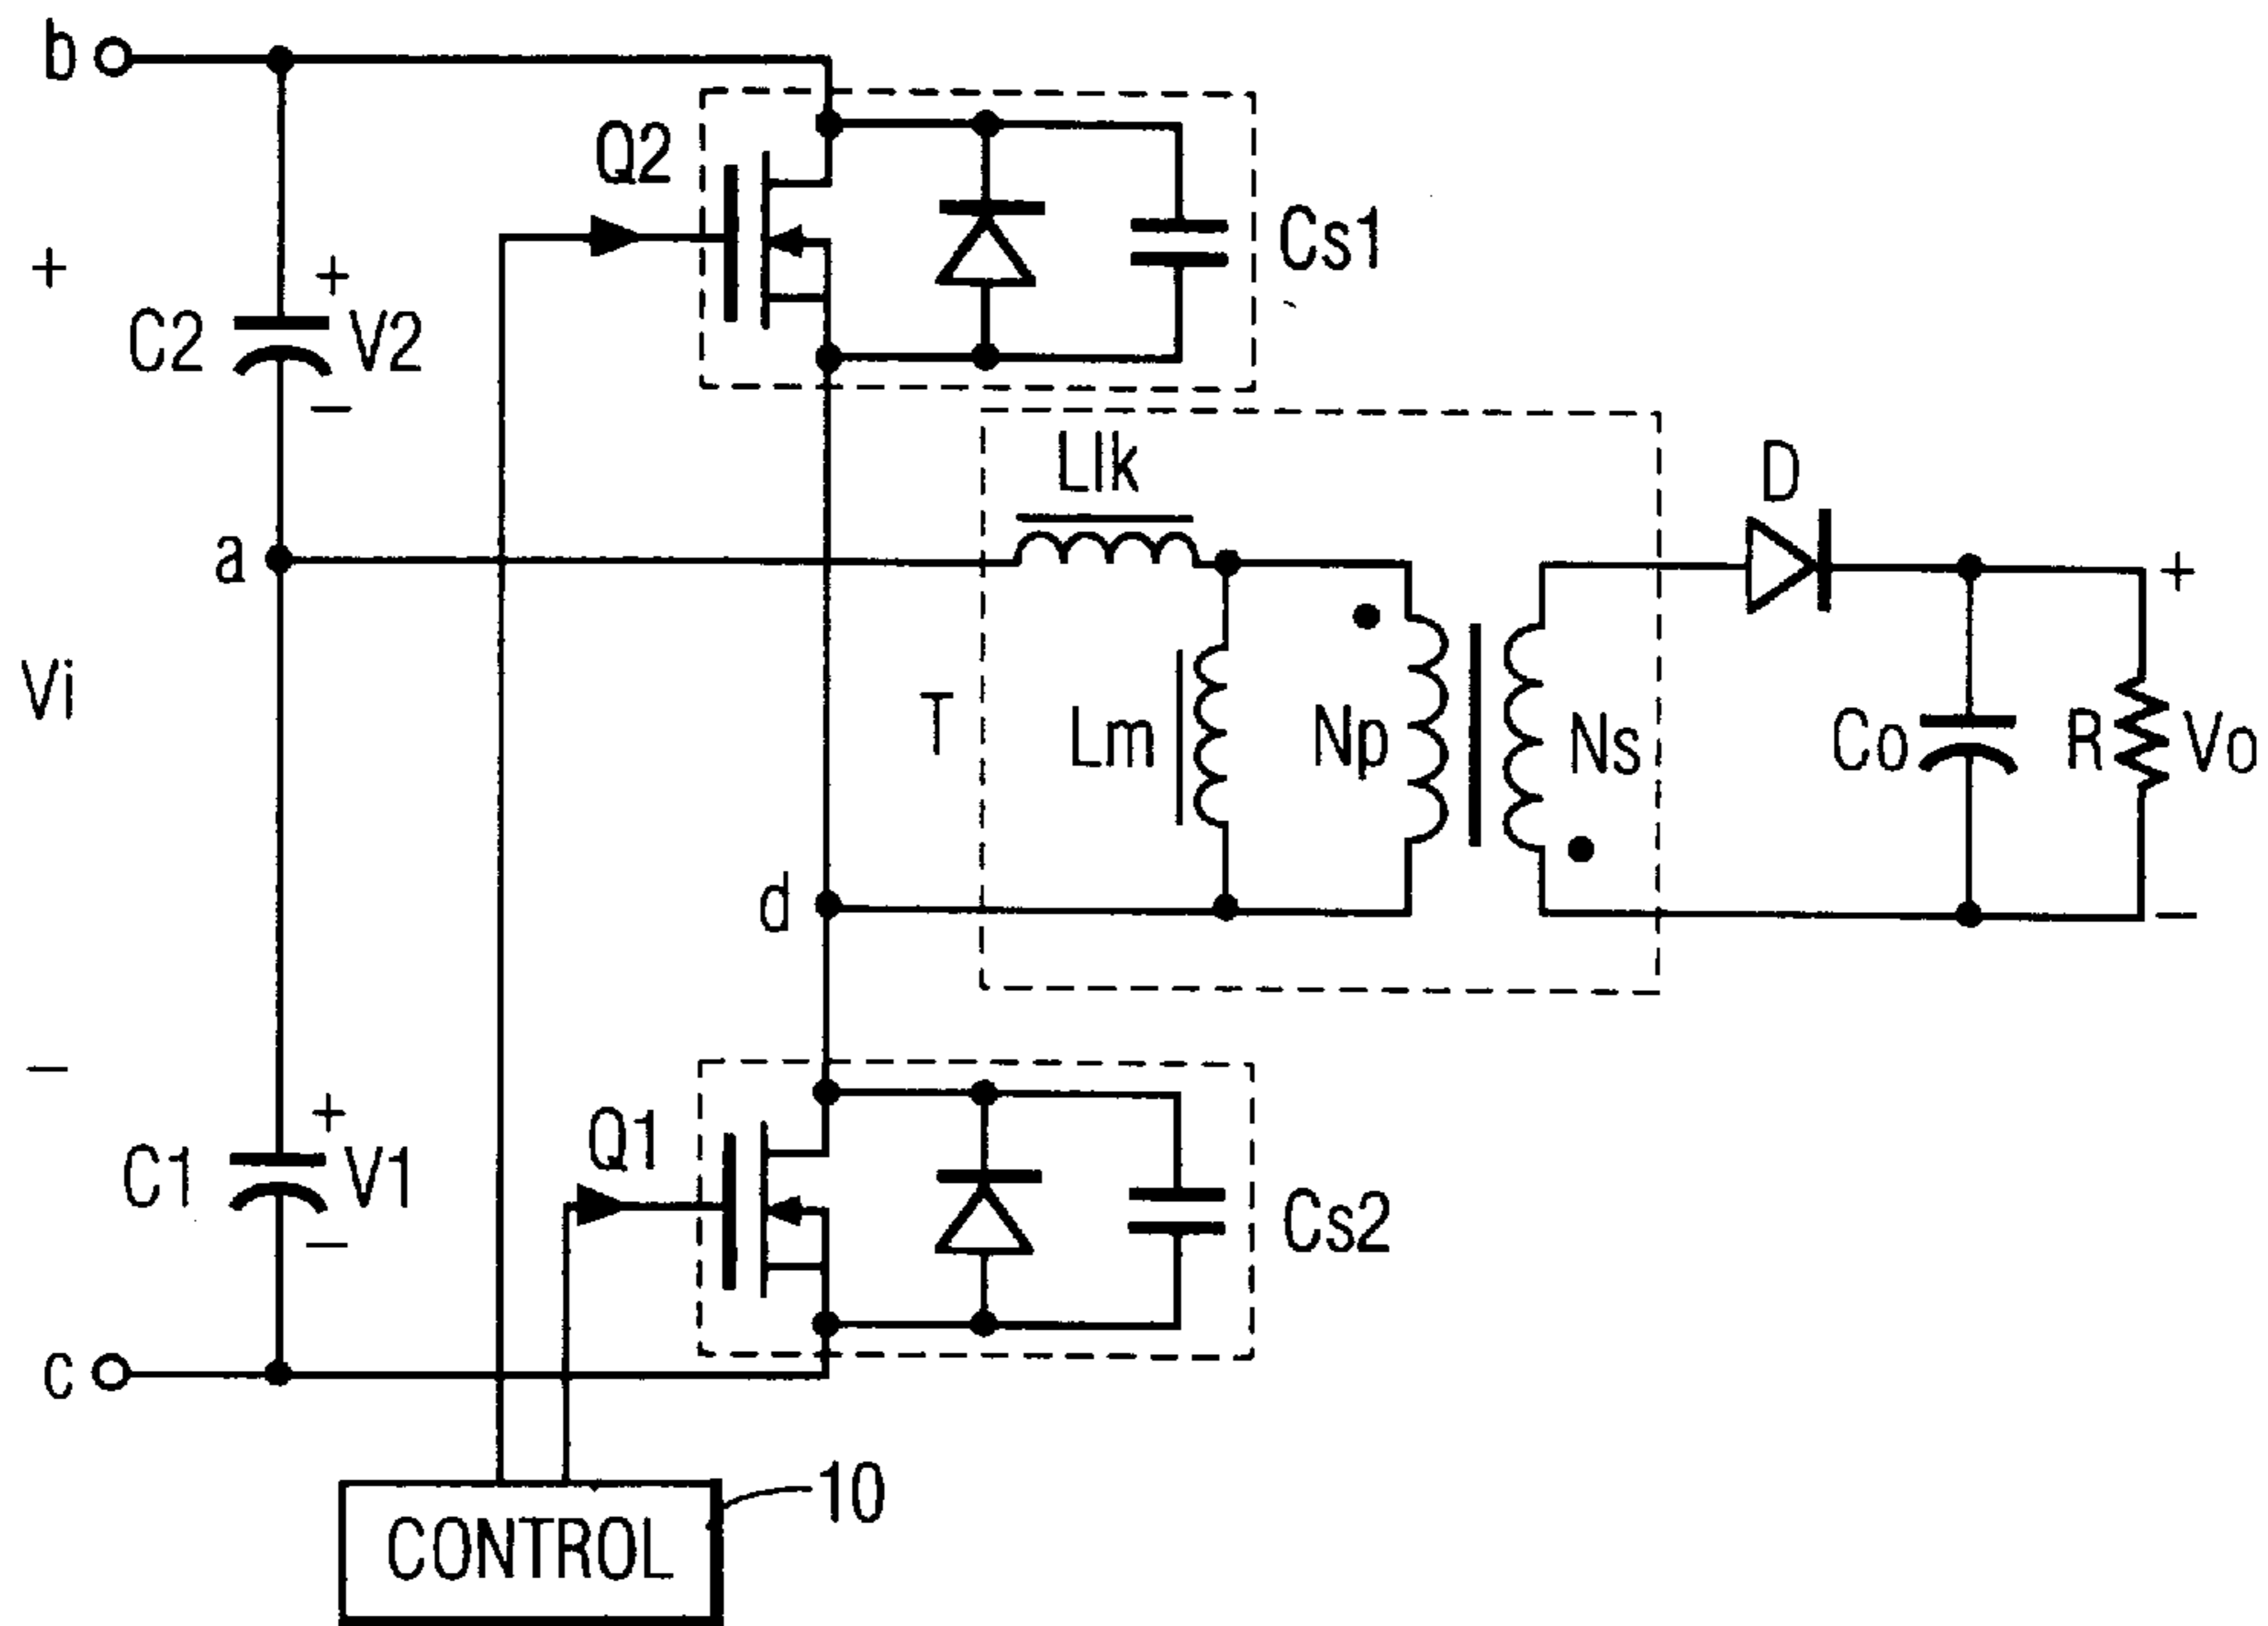 b
Q2
Cs1
+
+
C2
V2
−
Llk
D
a
+
Vi
T
Lm
Np
Ns
Co
R
Vo
d
−
−
+
Q1
C1
V1
Cs2
−
c
10
CONTROL